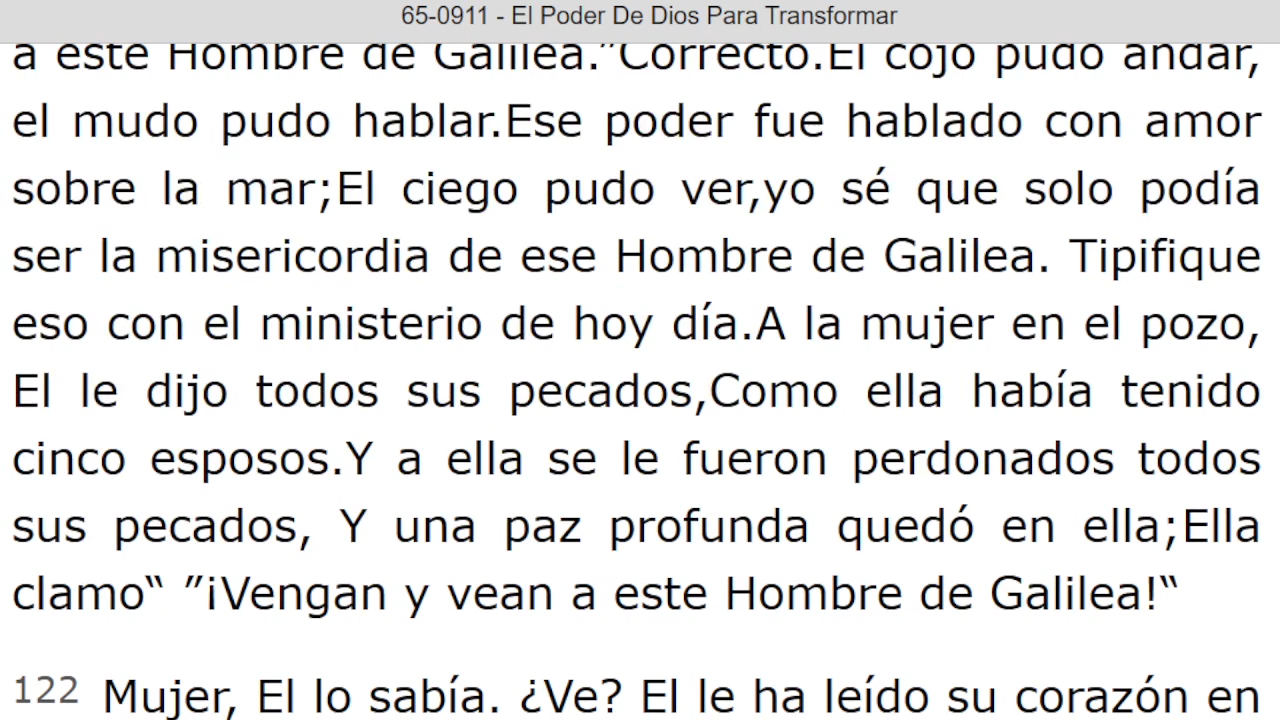 65-0911 - El Poder De Dios Para Transformar
a este Hombre de Galilea.”Correcto.El cojo pudo andar,
el mudo pudo hablar.Ese poder fue hablado con amor
sobre la mar;El ciego pudo ver,yo sé que solo podía
ser la misericordia de ese Hombre de Galilea. Tipifique
eso con el ministerio de hoy día.A la mujer en el pozo,
El le dijo todos sus pecados,Como ella había tenido
cinco esposos.Y a ella se le fueron perdonados todos
sus pecados, Y una paz profunda quedó en ella;Ella
clamo“ ”¡Vengan y vean a este Hombre de Galilea!“
122 Mujer, El lo sabía. ¿Ve? El le ha leído su corazón en